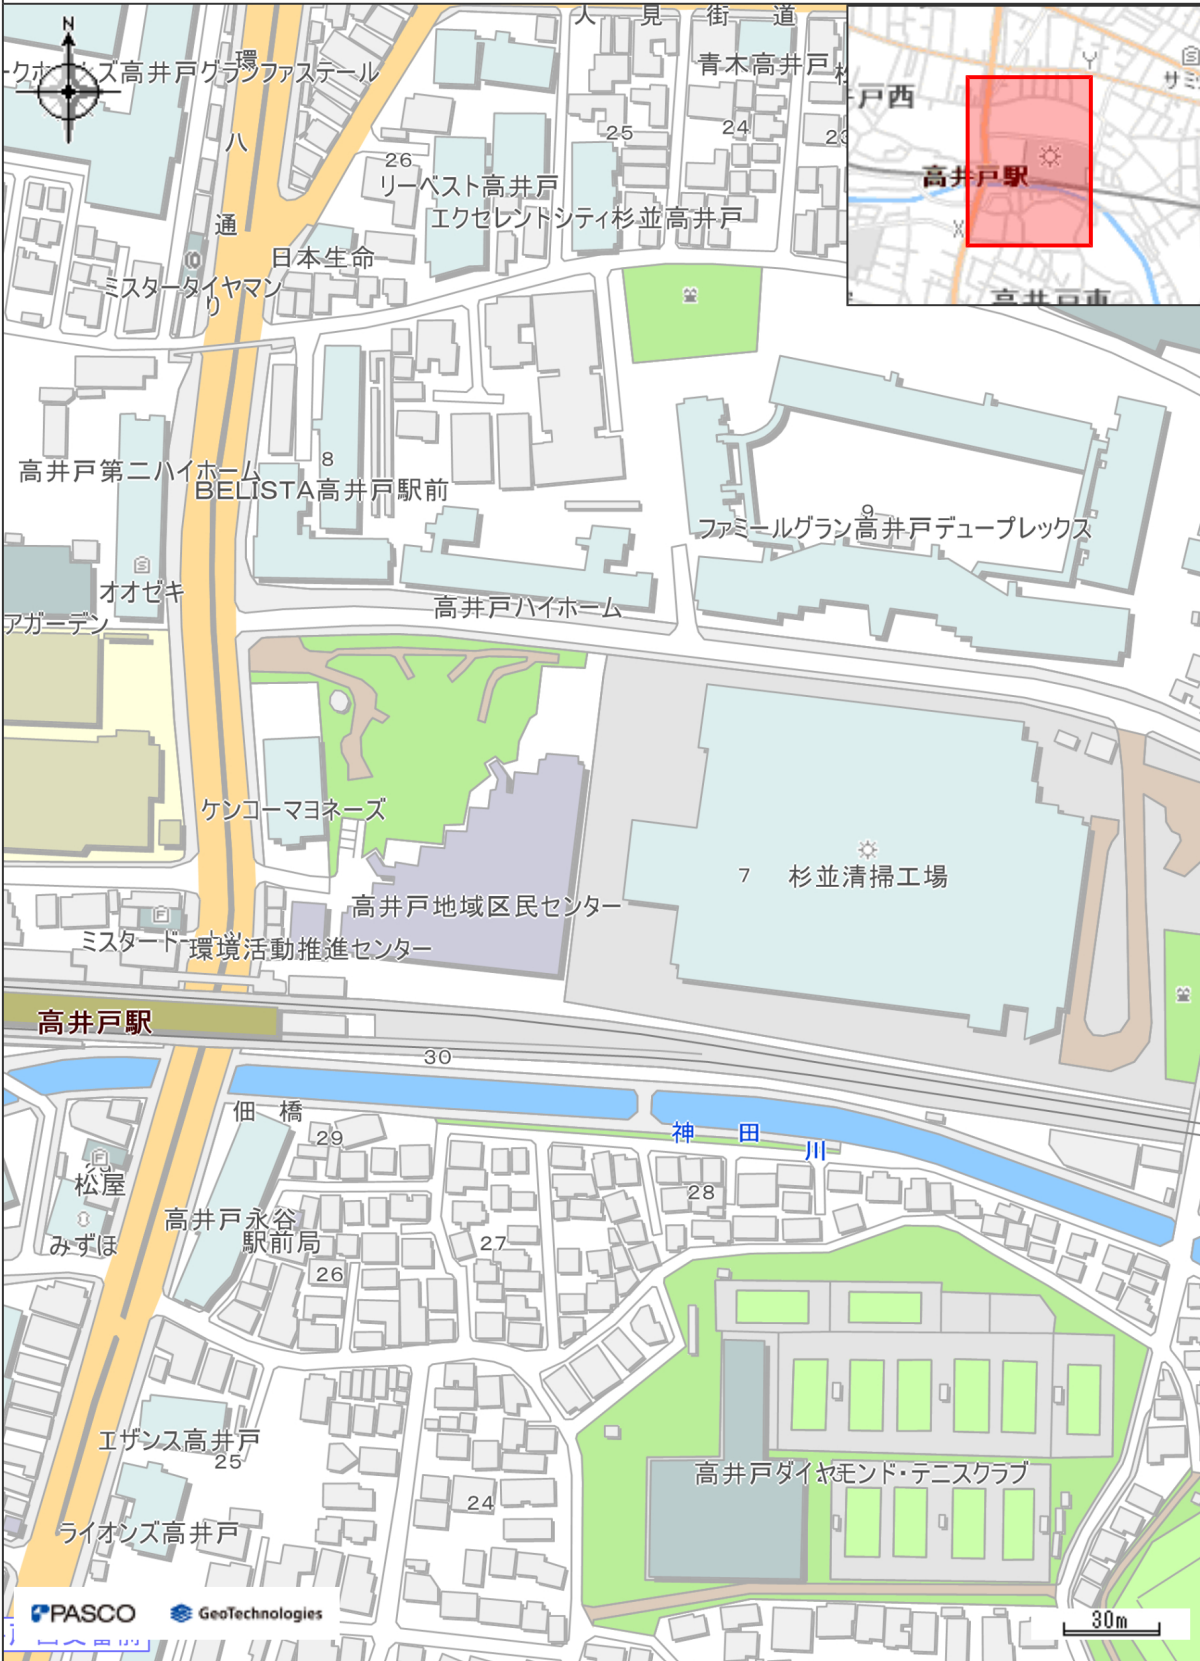 人見街道
N
環八通り
ズ高井戸グランファステール
青木高井戸
25
24
23
26
リーベスト高井戸
エクセレントシティ杉並高井戸
日本生命
ミスタータイヤマン
戸西
サミ
高井戸駅
高井戸東
8
高井戸第二ハイホーム
BELISTA高井戸駅前
9
ファミールグラン高井戸デュープレックス
オオゼキ
高井戸ハイホーム
アガーデン
ケンコーマヨネーズ
7
杉並清掃工場
高井戸地域区民センター
ミスタード
環境活動推進センター
高井戸駅
30
佃橋
神田川
29
松屋
28
高井戸永谷
駅前局
みずほ
27
26
エザンス高井戸
25
高井戸ダイヤモンド・テニスクラブ
24
ライオンズ高井戸
PASCO
GeoTechnologies
30m